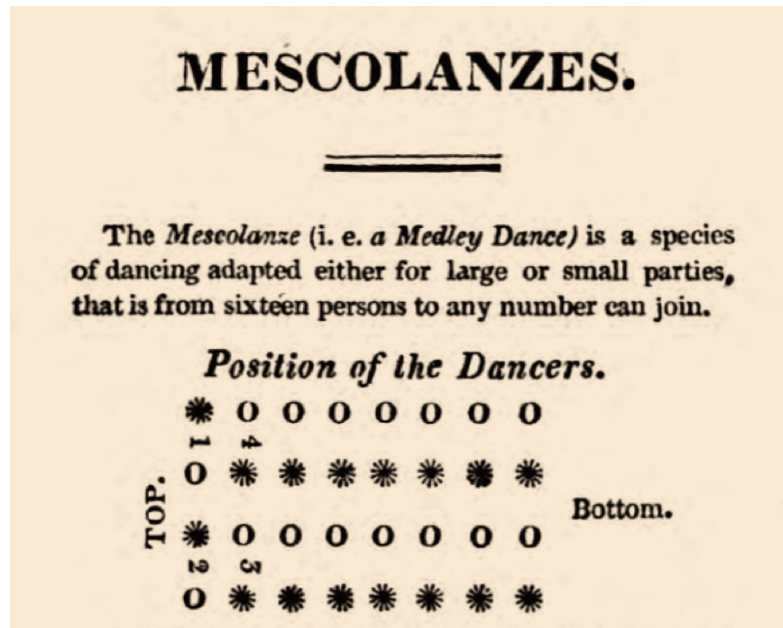 MESCOLANZES.
The Mescolanze (i. e. a Medley Dance) is a species
of dancing adapted either for large or small parties,
that is from sixteen persons to any number can join.
Position of the Dancers.
✷ O O O O O O O
1 4
O ✷ ✷ ✷ ✷ ✷ ✷ ✷
TOP.
Bottom.
✷ O O O O O O O
2 3
O ✷ ✷ ✷ ✷ ✷ ✷ ✷